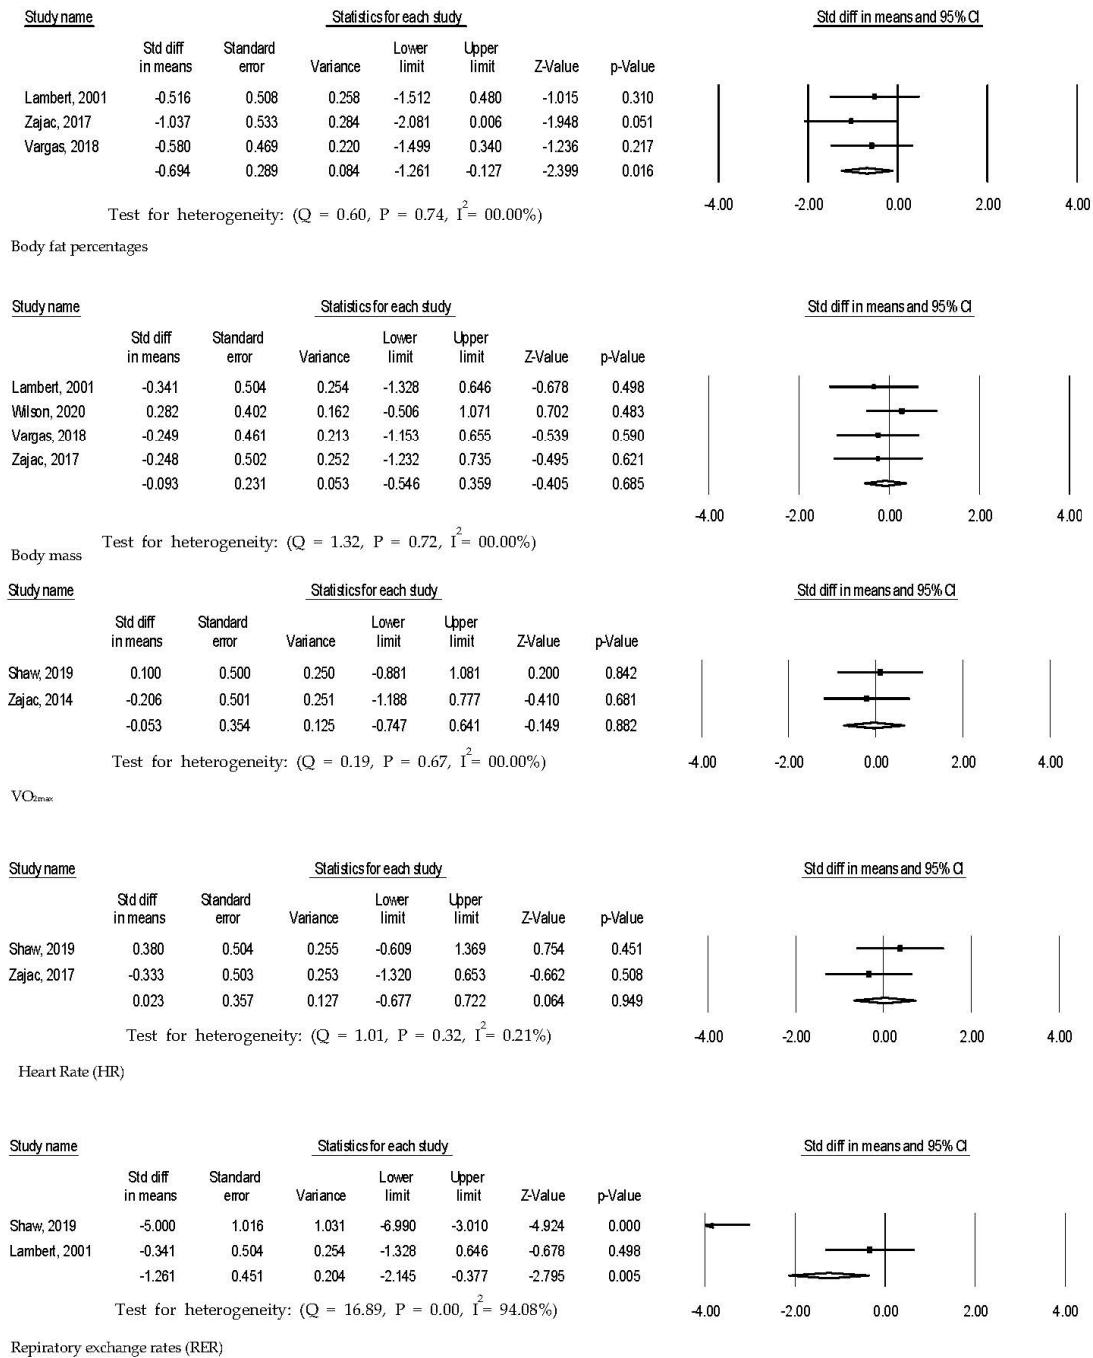 Study name Statistics for each study Std diff in means and 95% CI
Std diff Standard Lower Upper
in means error Variance limit limit Z-Value p-Value
Lambert, 2001 -0.516 0.508 0.258 -1.512 0.480 -1.015 0.310
Zajac, 2017 -1.037 0.533 0.284 -2.081 0.006 -1.948 0.051
Vargas, 2018 -0.580 0.469 0.220 -1.499 0.340 -1.236 0.217
-0.694 0.289 0.084 -1.261 -0.127 -2.399 0.016
-4.00 -2.00 0.00 2.00 4.00
Test for heterogeneity: (Q = 0.60, P = 0.74, I2= 00.00%)
Body fat percentages
Study name Statistics for each study Std diff in means and 95% CI
Std diff Standard Lower Upper
in means error Variance limit limit Z-Value p-Value
Lambert, 2001 -0.341 0.504 0.254 -1.328 0.646 -0.678 0.498
Wilson, 2020 0.282 0.402 0.162 -0.506 1.071 0.702 0.483
Vargas, 2018 -0.249 0.461 0.213 -1.153 0.655 -0.539 0.590
Zajac, 2017 -0.248 0.502 0.252 -1.232 0.735 -0.495 0.621
-0.093 0.231 0.053 -0.546 0.359 -0.405 0.685
-4.00 -2.00 0.00 2.00 4.00
Test for heterogeneity: (Q = 1.32, P = 0.72, I2= 00.00%)
Body mass
Study name Statistics for each study Std diff in means and 95% CI
Std diff Standard Lower Upper
in means error Variance limit limit Z-Value p-Value
Shaw, 2019 0.100 0.500 0.250 -0.881 1.081 0.200 0.842
Zajac, 2014 -0.206 0.501 0.251 -1.188 0.777 -0.410 0.681
-0.053 0.354 0.125 -0.747 0.641 -0.149 0.882
Test for heterogeneity: (Q = 0.19, P = 0.67, I2= 00.00%) -4.00 -2.00 0.00 2.00 4.00
VO2max
Study name Statistics for each study Std diff in means and 95% CI
Std diff Standard Lower Upper
in means error Variance limit limit Z-Value p-Value
Shaw, 2019 0.380 0.504 0.255 -0.609 1.369 0.754 0.451
Zajac, 2017 -0.333 0.503 0.253 -1.320 0.653 -0.662 0.508
0.023 0.357 0.127 -0.677 0.722 0.064 0.949
Test for heterogeneity: (Q = 1.01, P = 0.32, I2= 0.21%) -4.00 -2.00 0.00 2.00 4.00
Heart Rate (HR)
Study name Statistics for each study Std diff in means and 95% CI
Std diff Standard Lower Upper
in means error Variance limit limit Z-Value p-Value
Shaw, 2019 -5.000 1.016 1.031 -6.990 -3.010 -4.924 0.000
Lambert, 2001 -0.341 0.504 0.254 -1.328 0.646 -0.678 0.498
-1.261 0.451 0.204 -2.145 -0.377 -2.795 0.005
Test for heterogeneity: (Q = 16.89, P = 0.00, I2= 94.08%) -4.00 -2.00 0.00 2.00 4.00
Repiratory exchange rates (RER)